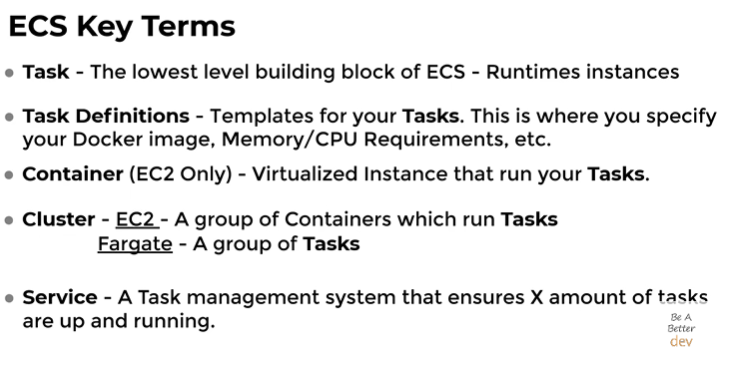 ECS Key Terms
● Task - The lowest level building block of ECS - Runtimes instances
● Task Definitions - Templates for your Tasks. This is where you specify
your Docker image, Memory/CPU Requirements, etc.
● Container (EC2 Only) - Virtualized Instance that run your Tasks.
● Cluster - EC2 - A group of Containers which run Tasks
Fargate - A group of Tasks
● Service - A Task management system that ensures X amount of tasks
are up and running.
Be A
Better
dev